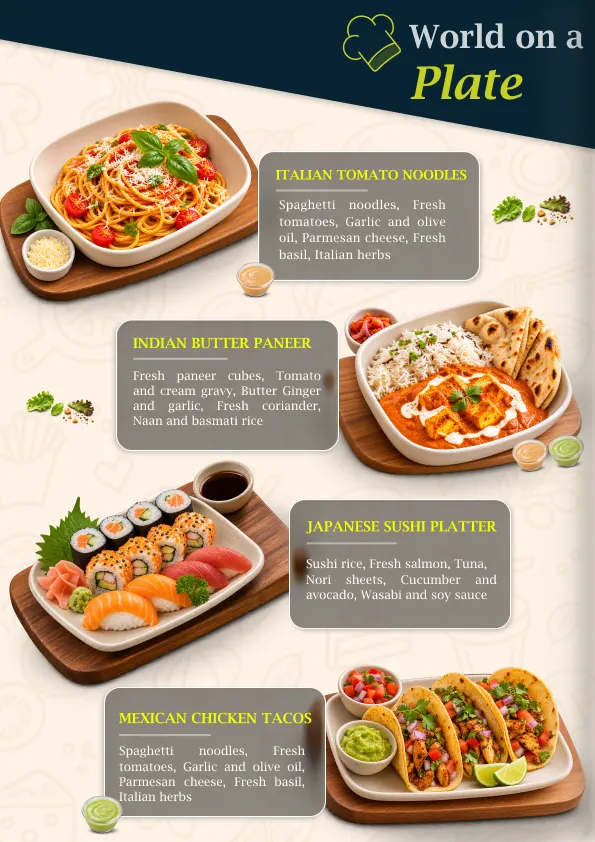 World on a
Plate
ITALIAN TOMATO NOODLES
Spaghetti noodles, Fresh
tomatoes, Garlic and olive
oil, Parmesan cheese, Fresh
basil, Italian herbs
INDIAN BUTTER PANEER
Fresh paneer cubes, Tomato
and cream gravy, Butter Ginger
and garlic, Fresh coriander,
Naan and basmati rice
JAPANESE SUSHI PLATTER
Sushi rice, Fresh salmon, Tuna,
Nori sheets, Cucumber and
avocado, Wasabi and soy sauce
MEXICAN CHICKEN TACOS
Spaghetti noodles, Fresh
tomatoes, Garlic and olive oil,
Parmesan cheese, Fresh basil,
Italian herbs